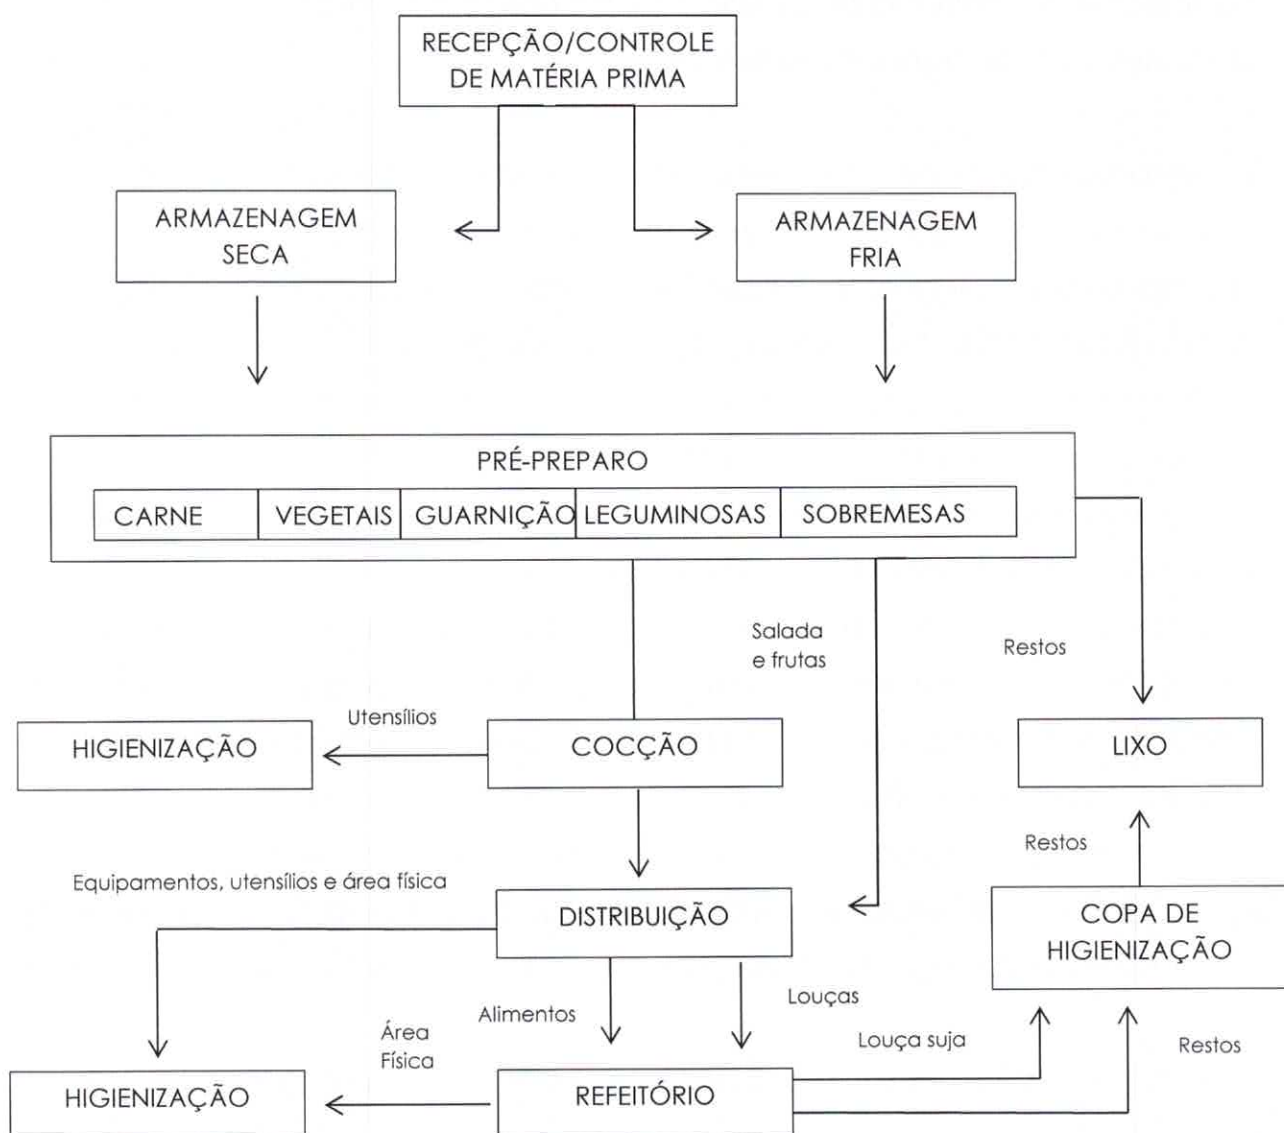 RECEPÇÃO/CONTROLE
DE MATÉRIA PRIMA
ARMAZENAGEM
SECA
ARMAZENAGEM
FRIA
PRÉ-PREPARO
CARNE
VEGETAIS
GUARNIÇÃO
LEGUMINOSAS
SOBREMESAS
Salada
e frutas
Restos
Utensílios
HIGIENIZAÇÃO
COCÇÃO
LIXO
Restos
Equipamentos, utensílios e área física
DISTRIBUIÇÃO
COPA DE
HIGIENIZAÇÃO
Louças
Alimentos
Área
Física
Louça suja
Restos
HIGIENIZAÇÃO
REFEITÓRIO